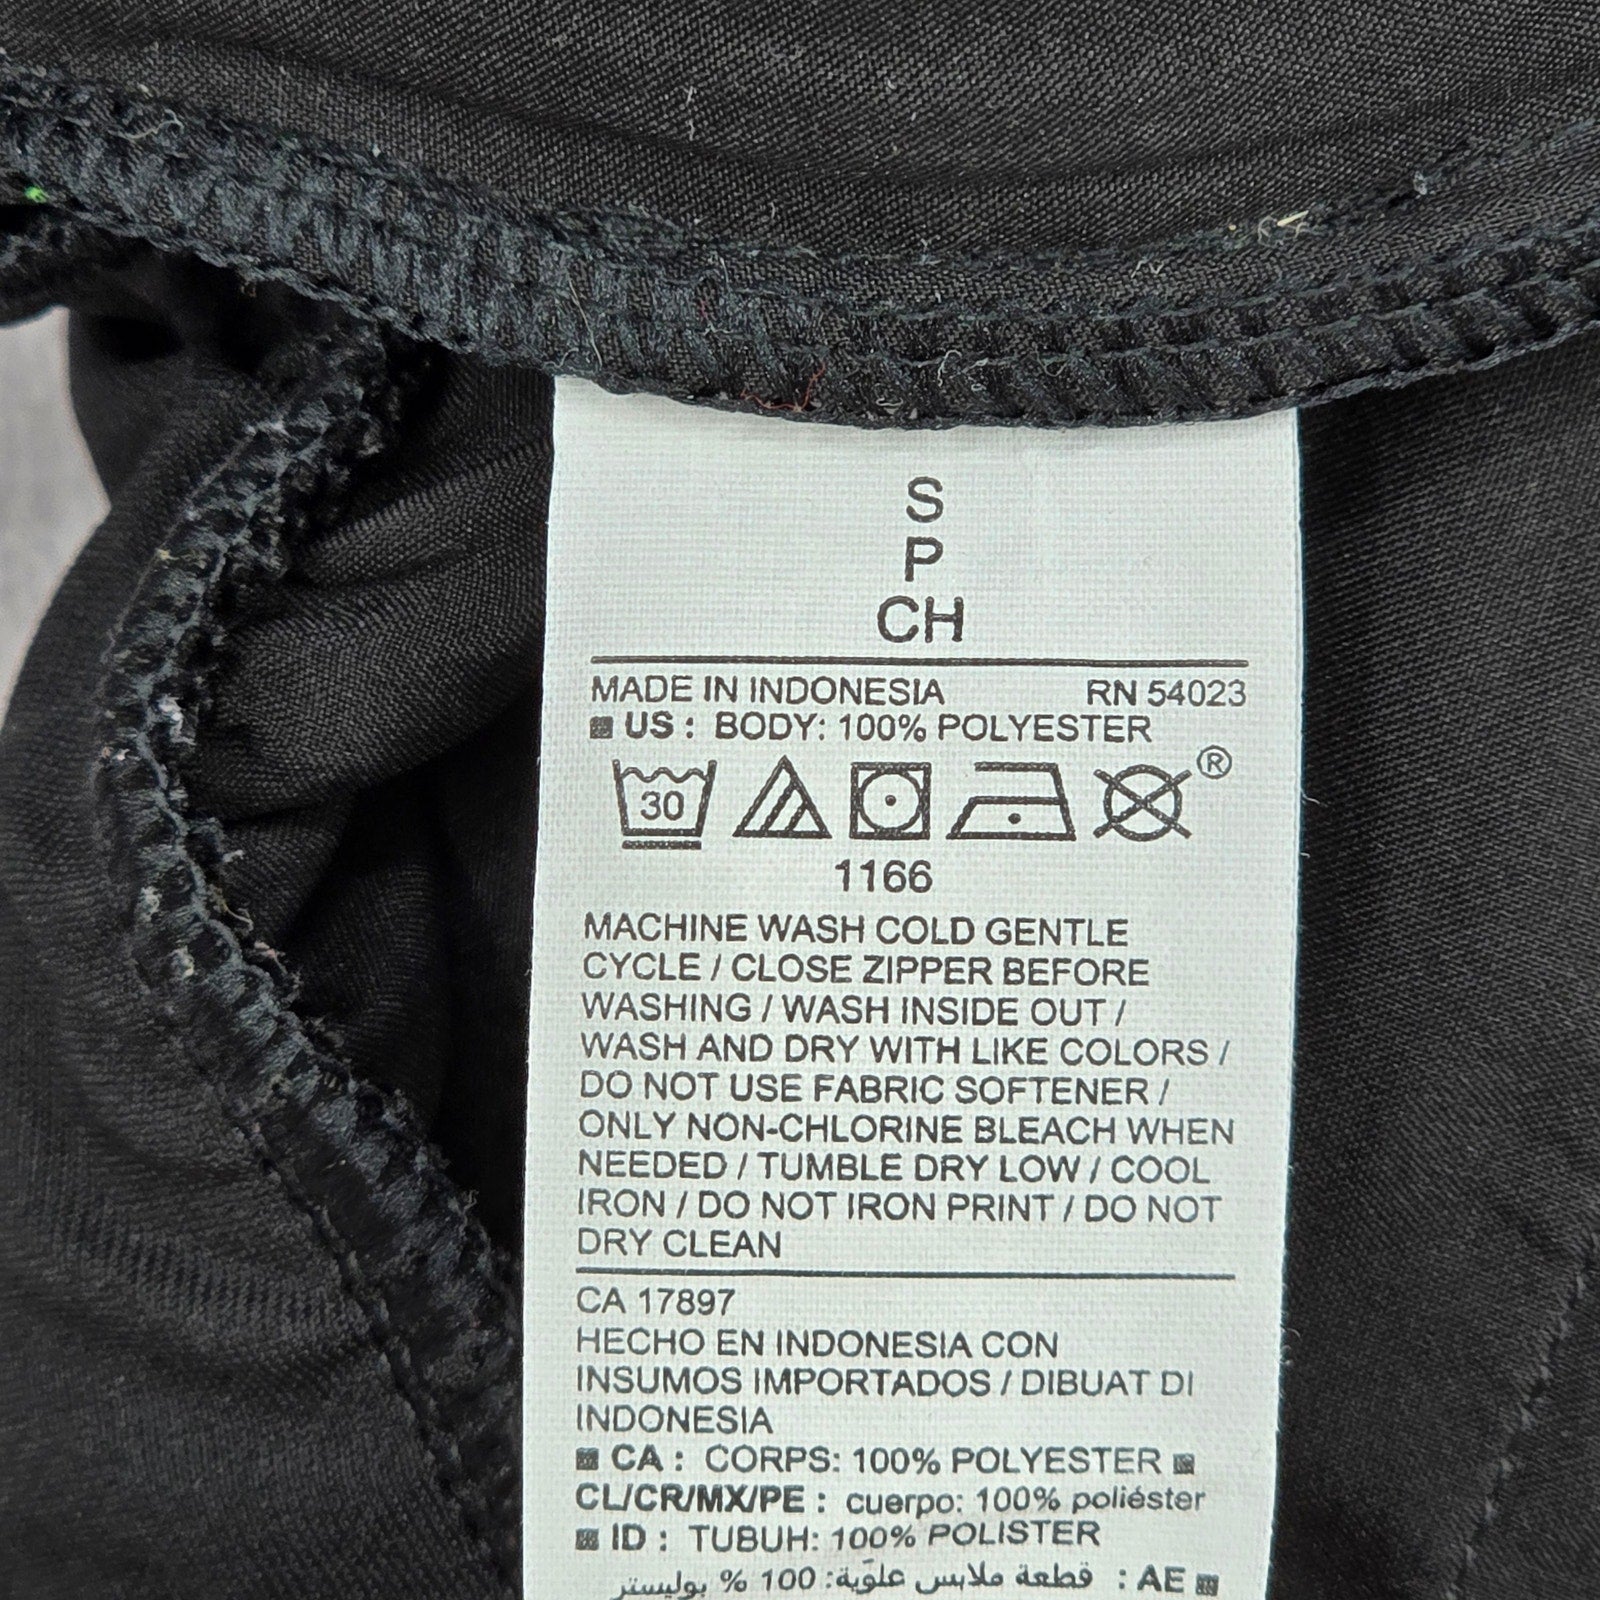 S
P
CH
MADE IN INDONESIA RN 54023
US : BODY: 100% POLYESTER
30 ®
1166
MACHINE WASH COLD GENTLE
CYCLE / CLOSE ZIPPER BEFORE
WASHING / WASH INSIDE OUT /
WASH AND DRY WITH LIKE COLORS /
DO NOT USE FABRIC SOFTENER /
ONLY NON-CHLORINE BLEACH WHEN
NEEDED / TUMBLE DRY LOW / COOL
IRON / DO NOT IRON PRINT / DO NOT
DRY CLEAN
CA 17897
HECHO EN INDONESIA CON
INSUMOS IMPORTADOS / DIBUAT DI
INDONESIA
CA : CORPS: 100% POLYESTER
CL/CR/MX/PE : cuerpo: 100% poliéster
ID : TUBUH: 100% POLISTER
AE : قطعة ملابس علوّية: 100 % بوليستر